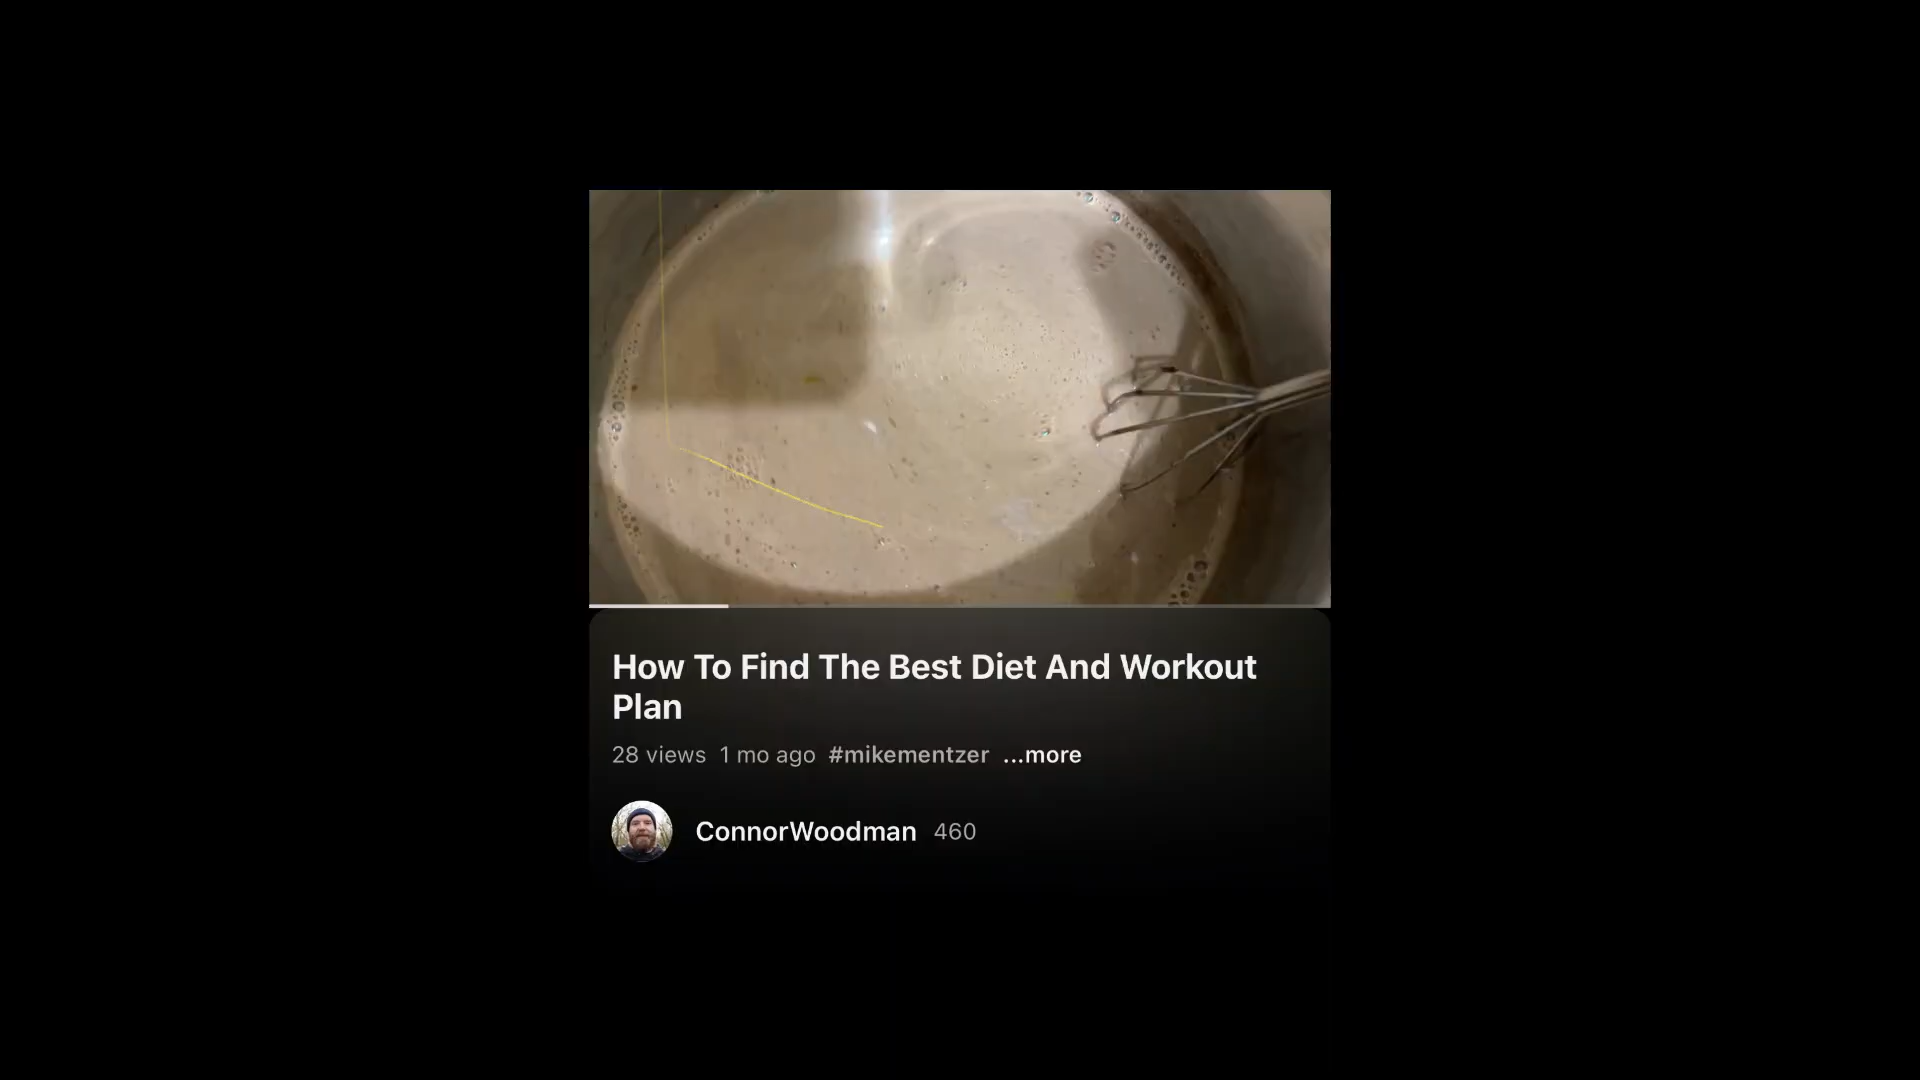 How To Find The Best Diet And Workout
Plan
28 views 1 mo ago #mikementzer ...more
ConnorWoodman 460